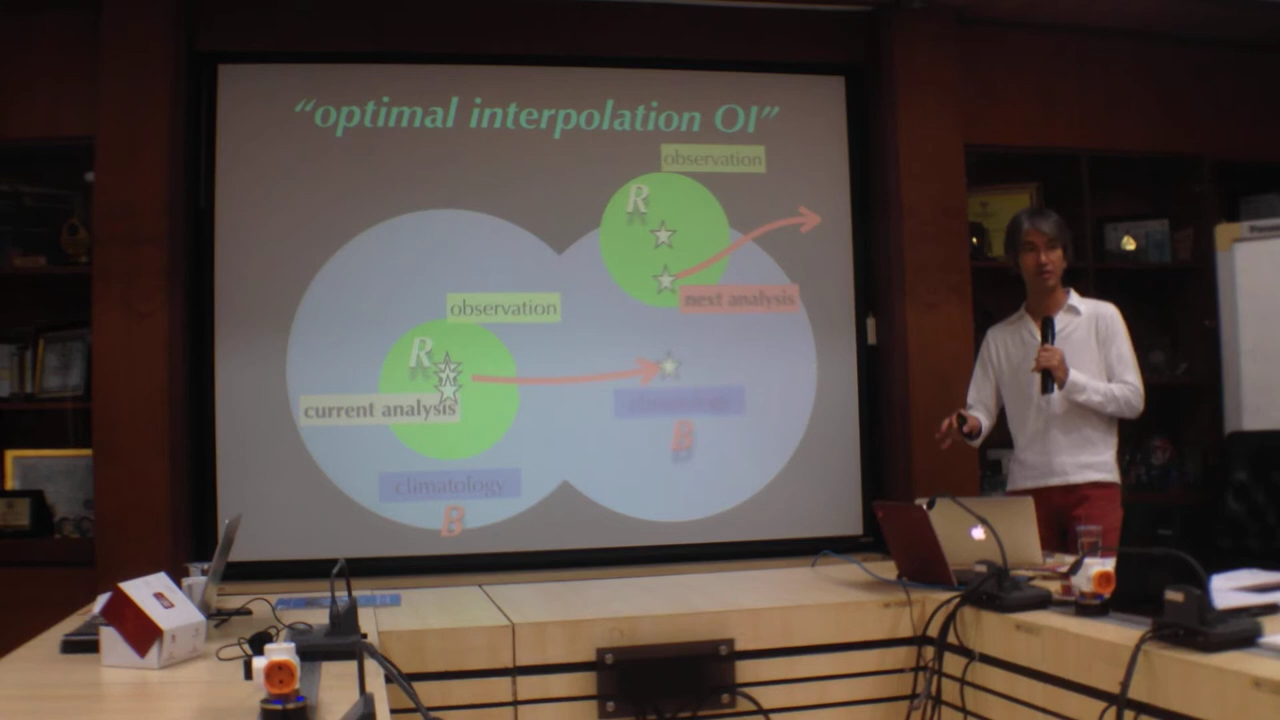 “optimal interpolation OI”
observation
R
next analysis
observation
R
current analysis
B
climatology
B